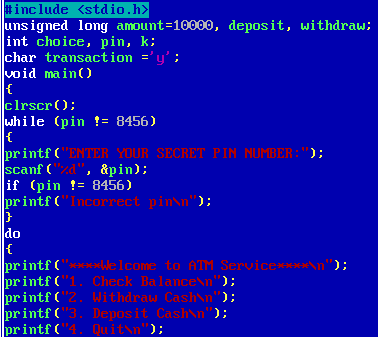 #include <stdio.h>
unsigned long amount=10000, deposit, withdraw;
int choice, pin, k;
char transaction ='y';
void main()
{
clrscr();
while (pin != 8456)
{
printf("ENTER YOUR SECRET PIN NUMBER:");
scanf("%d", &pin);
if (pin != 8456)
printf("Incorrect pin\n");
}
do
{
printf("****Welcome to ATM Service****\n");
printf("1. Check Balance\n");
printf("2. Withdraw Cash\n");
printf("3. Deposit Cash\n");
printf("4. Quit\n");